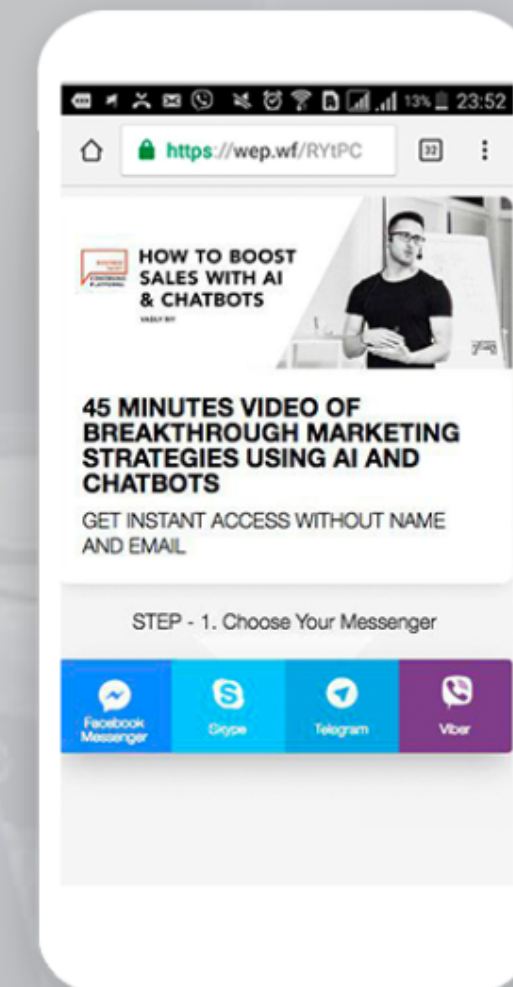 13% 23:52
https://wep.wf/RYtPC
32
HOW TO BOOST
SALES WITH AI
& CHATBOTS
45 MINUTES VIDEO OF
BREAKTHROUGH MARKETING
STRATEGIES USING AI AND
CHATBOTS
GET INSTANT ACCESS WITHOUT NAME
AND EMAIL
STEP - 1. Choose Your Messenger
Facebook
Messenger
Skype
Telegram
Viber